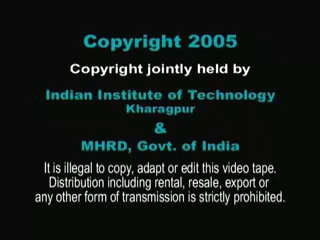 Copyright 2005
Copyright jointly held by
Indian Institute of Technology
Kharagpur
&
MHRD, Govt. of India
It is illegal to copy, adapt or edit this video tape.
Distribution including rental, resale, export or
any other form of transmission is strictly prohibited.